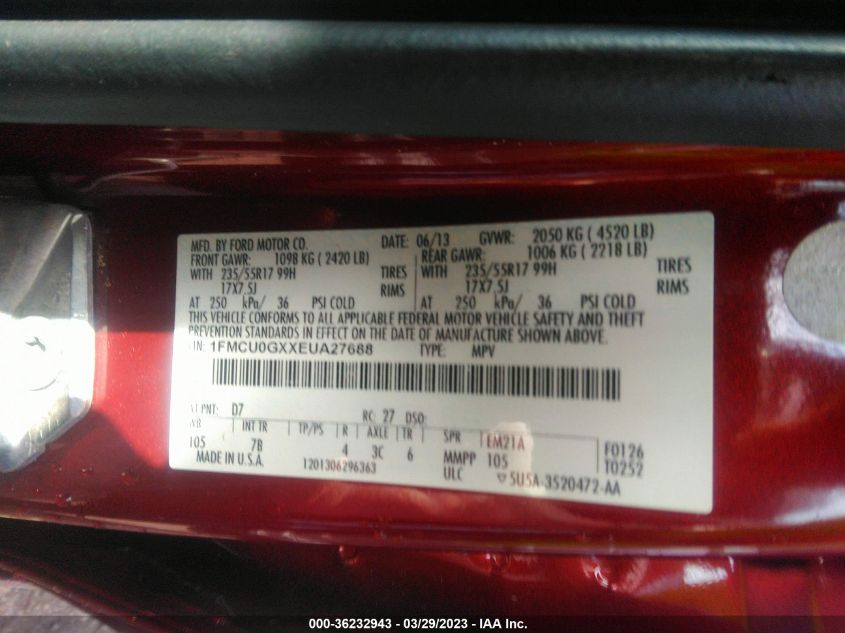 MFD. BY FORD MOTOR CO. DATE: 06/13 GVWR: 2050 KG ( 4520 LB)
FRONT GAWR: 1098 KG ( 2420 LB) REAR GAWR: 1006 KG ( 2218 LB)
WITH 235/55R17 99H TIRES WITH 235/55R17 99H TIRES
17X7.5J RIMS 17X7.5J RIMS
AT 250 kPa/ 36 PSI COLD AT 250 kPa/ 36 PSI COLD
THIS VEHICLE CONFORMS TO ALL APPLICABLE FEDERAL MOTOR VEHICLE SAFETY AND THEFT
PREVENTION STANDARDS IN EFFECT ON THE DATE OF MANUFACTURE SHOWN ABOVE.
VIN: 1FMCU0GXXEUA27688 TYPE: MPV
EXT PNT: D7 RC: 27 DSO:
WB INT TR TP/PS R AXLE TR SPR EM21A F0126
105 7B 4 3C 6 MMPP 105 T0252
MADE IN U.S.A. 1201306296363 ULC ▽5U5A-3520472-AA
000-36232943 / 03/29/2023 - IAA Inc.